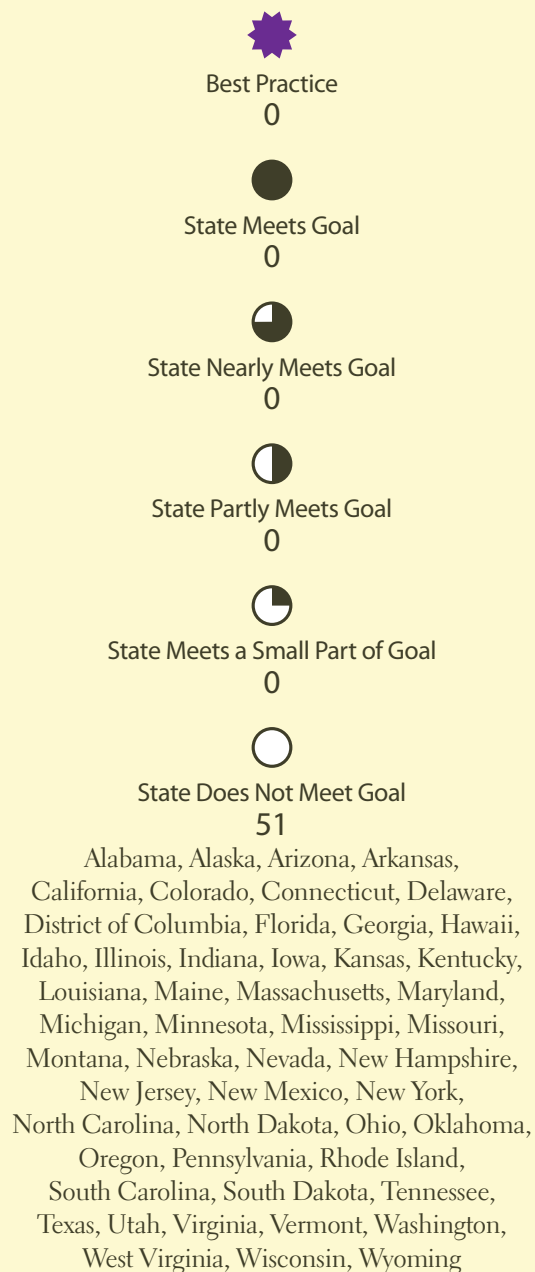 Best Practice
0
State Meets Goal
0
State Nearly Meets Goal
0
State Partly Meets Goal
0
State Meets a Small Part of Goal
0
State Does Not Meet Goal
51
Alabama, Alaska, Arizona, Arkansas,
California, Colorado, Connecticut, Delaware,
District of Columbia, Florida, Georgia, Hawaii,
Idaho, Illinois, Indiana, Iowa, Kansas, Kentucky,
Louisiana, Maine, Massachusetts, Maryland,
Michigan, Minnesota, Mississippi, Missouri,
Montana, Nebraska, Nevada, New Hampshire,
New Jersey, New Mexico, New York,
North Carolina, North Dakota, Ohio, Oklahoma,
Oregon, Pennsylvania, Rhode Island,
South Carolina, South Dakota, Tennessee,
Texas, Utah, Virginia, Vermont, Washington,
West Virginia, Wisconsin, Wyoming